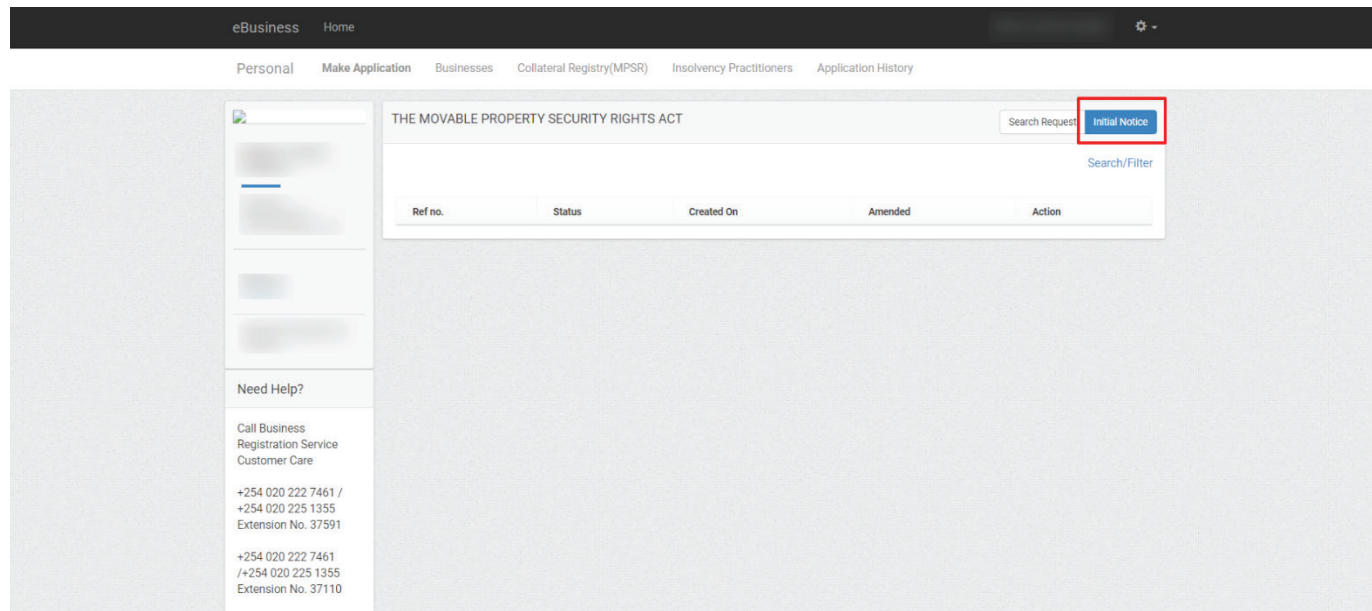 eBusiness Home
Personal Make Application Businesses Collateral Registry(MPSR) Insolvency Practitioners Application History
THE MOVABLE PROPERTY SECURITY RIGHTS ACT Search Request Initial Notice
Search/Filter
Ref no. Status Created On Amended Action
Need Help?
Call Business
Registration Service
Customer Care
+254 020 222 7461 /
+254 020 225 1355
Extension No. 37591
+254 020 222 7461
/+254 020 225 1355
Extension No. 37110